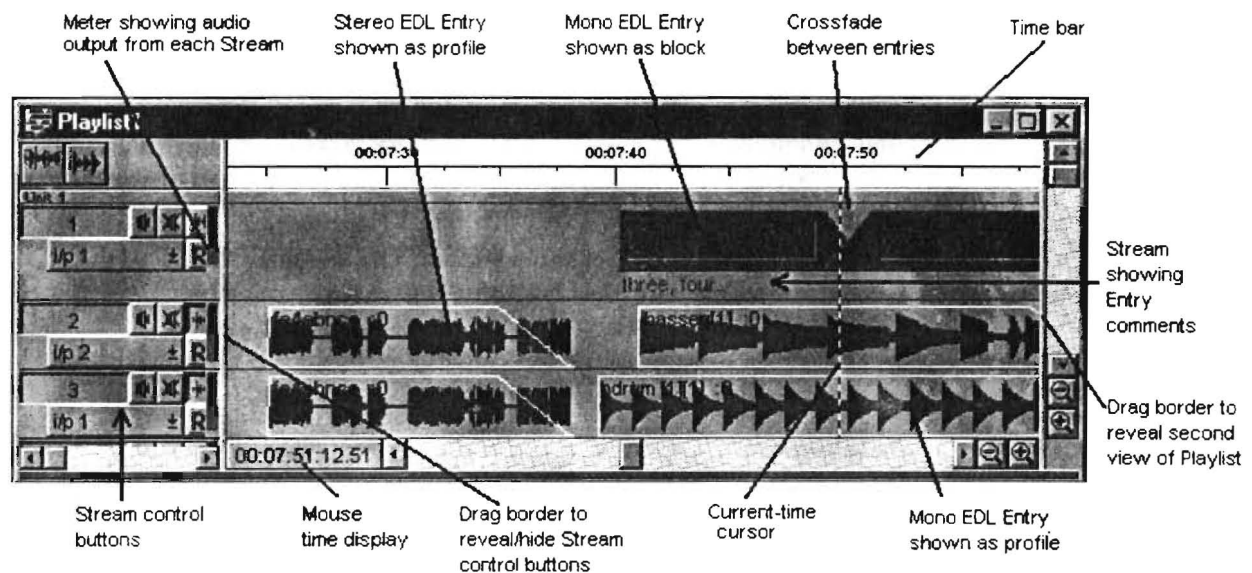 Meter showing audio
output from each Stream
Stereo EDL Entry
shown as profile
Mono EDL Entry
shown as block
Crossfade
between entries
Time bar
Playlist
00:07:30
00:07:40
00:07:50
Unit 1
1
i/p 1 ± R
three, four...
2
i/p 2 ± R
3
i/p 1 ± R
00:07:51:12.51
Stream
showing
Entry
comments
Drag border to
reveal second
view of Playlist
Stream control
buttons
Mouse
time display
Drag border to
reveal/hide Stream
control buttons
Current-time
cursor
Mono EDL Entry
shown as profile